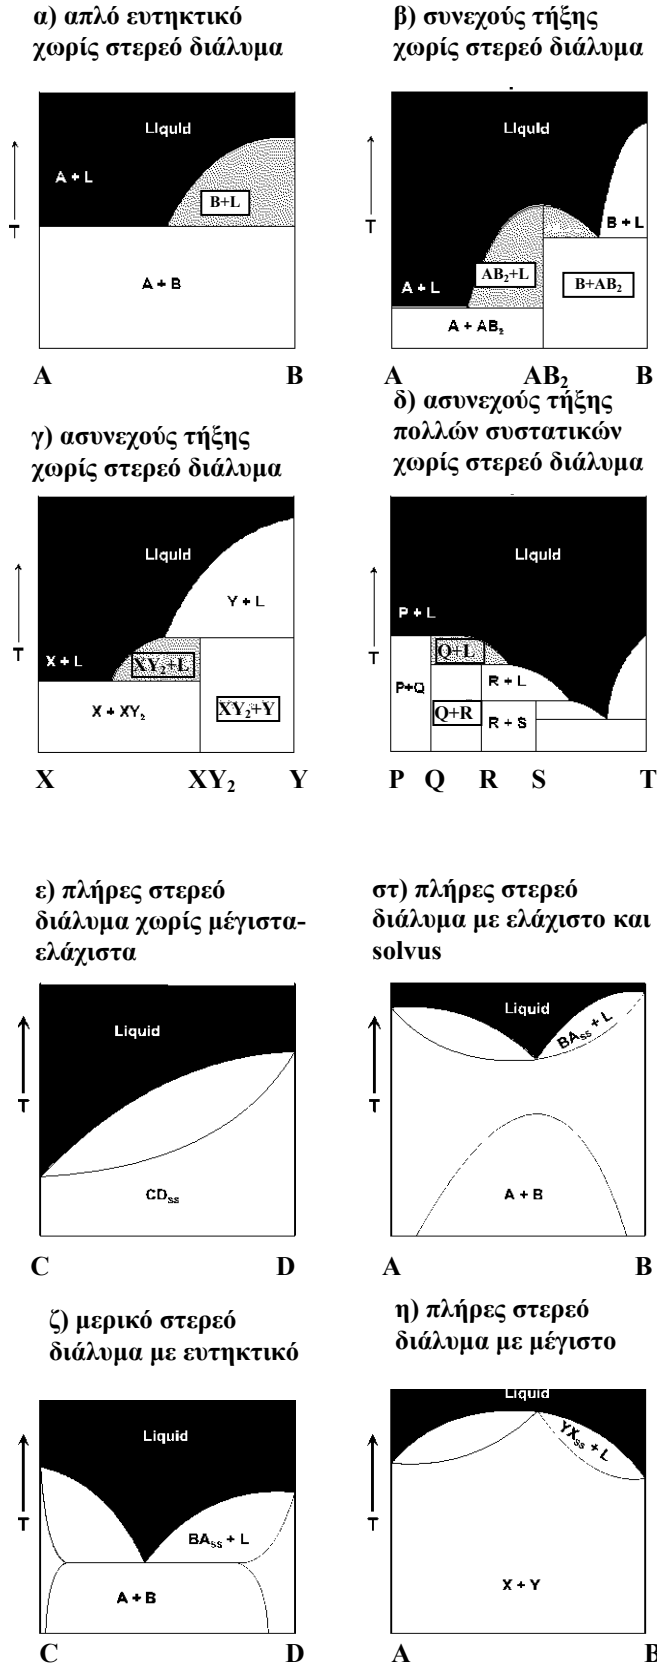 α) απλό ευτηκτικό
χωρίς στερεό διάλυμα
Liquid
A + L
B+L
T
A + B
A B
β) συνεχούς τήξης
χωρίς στερεό διάλυμα
Liquid
T
B + L
AB₂+L
B+AB₂
A + L
A + AB₂
A AB₂ B
γ) ασυνεχούς τήξης
χωρίς στερεό διάλυμα
Liquid
Y + L
T
X + L
XY₂+L
X + XY₂
XY₂+Y
X XY₂ Y
δ) ασυνεχούς τήξης
πολλών συστατικών
χωρίς στερεό διάλυμα
Liquid
P + L
T
Q+L
P+Q
R + L
Q+R
R + S
P Q R S T
ε) πλήρες στερεό
διάλυμα χωρίς μέγιστα-
ελάχιστα
Liquid
T
CDss
C D
στ) πλήρες στερεό
διάλυμα με ελάχιστο και
solvus
Liquid
BAss + L
T
A + B
A B
ζ) μερικό στερεό
διάλυμα με ευτηκτικό
Liquid
T
BAss + L
A + B
C D
η) πλήρες στερεό
διάλυμα με μέγιστο
Liquid
YXss + L
T
X + Y
A B